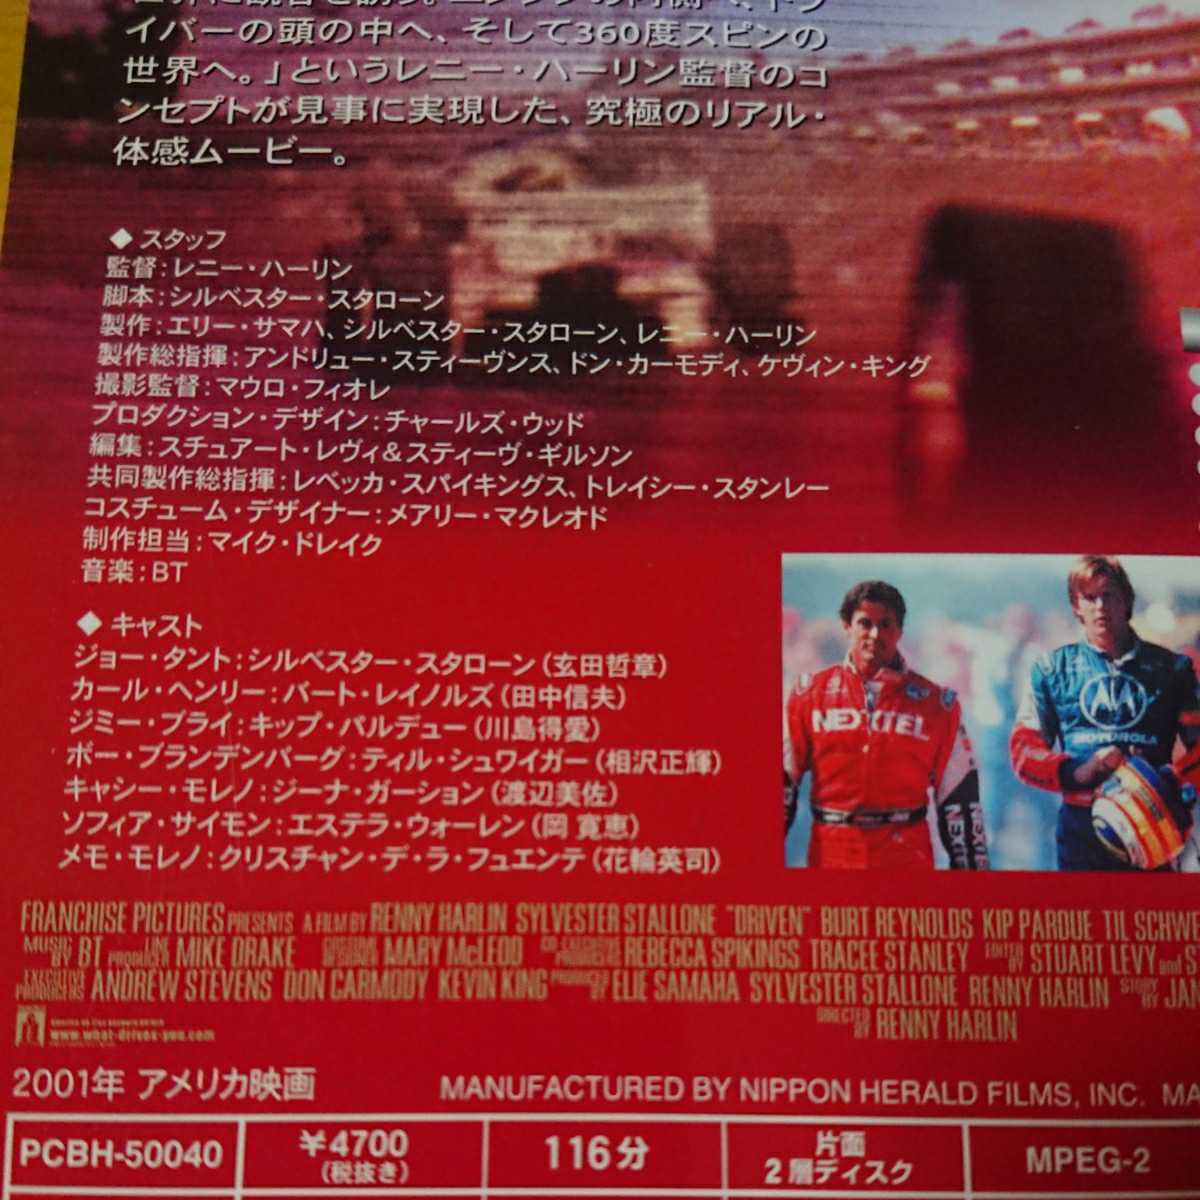 イバーの頭の中へ、そして360度スピンの
世界へ。」というレニー・ハーリン監督のコ
ンセプトが見事に実現した、究極のリアル・
体感ムービー。
◆ スタッフ
監督:レニー・ハーリン
脚本:シルベスター・スタローン
製作:エリー・サマハ、シルベスター・スタローン、レニー・ハーリン
製作総指揮:アンドリュー・スティーヴンス、ドン・カーモディ、ケヴィン・キング
撮影監督:マウロ・フィオレ
プロダクション・デザイン:チャールズ・ウッド
編集:スチュアート・レヴィ&スティーヴ・ギルソン
共同製作総指揮:レベッカ・スパイキングス、トレイシー・スタンレー
コスチューム・デザイナー:メアリー・マクレオド
制作担当:マイク・ドレイク
音楽:BT
◆ キャスト
ジョー・タント:シルベスター・スタローン(玄田哲章)
カール・ヘンリー:バート・レイノルズ(田中信夫)
ジミー・ブライ:キップ・パルデュー(川島得愛)
ボー・ブランデンバーグ:ティル・シュワイガー(相沢正輝)
キャシー・モレノ:ジーナ・ガーション(渡辺美佐)
ソフィア・サイモン:エステラ・ウォーレン(岡 寛恵)
メモ・モレノ:クリスチャン・デ・ラ・フュエンテ(花輪英司)
NEXTEL
MOTOROLA
FRANCHISE PICTURES PRESENTS A FILM BY RENNY HARLIN SYLVESTER STALLONE "DRIVEN" BURT REYNOLDS KIP PARDUE TIL SCHW
MUSIC BY BT LINE PRODUCER MIKE DRAKE MARY McLEOD REBECCA SPIKINGS TRACEE STANLEY EDITED BY STUART LEVY and S
EXECUTIVE PRODUCERS ANDREW STEVENS DON CARMODY KEVIN KING PRODUCED BY ELIE SAMAHA SYLVESTER STALLONE RENNY HARLIN STORY BY JAN
DIRECTED BY RENNY HARLIN
www.what-drives-you.com
2001年 アメリカ映画
MANUFACTURED BY NIPPON HERALD FILMS, INC. MA
PCBH-50040
¥4700
(税抜き)
116分
片面
2層ディスク
MPEG-2